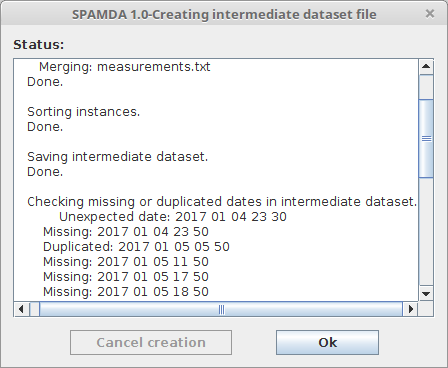 SPAMDA 1.0-Creating intermediate dataset file
Status:
Merging: measurements.txt
Done.
Sorting instances.
Done.
Saving intermediate dataset.
Done.
Checking missing or duplicated dates in intermediate dataset.
Unexpected date: 2017 01 04 23 30
Missing: 2017 01 04 23 50
Duplicated: 2017 01 05 05 50
Missing: 2017 01 05 11 50
Missing: 2017 01 05 17 50
Missing: 2017 01 05 18 50
Cancel creation
Ok